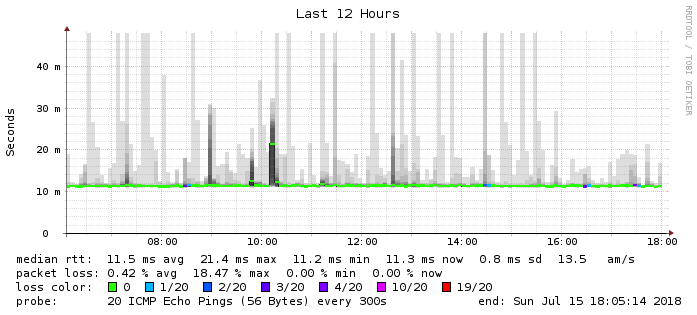 Last 12 Hours
RRDTOOL / TOBI OETIKER
Seconds
40 m
30 m
20 m
10 m
0
08:00 10:00 12:00 14:00 16:00 18:00
median rtt: 11.5 ms avg 21.4 ms max 11.2 ms min 11.3 ms now 0.8 ms sd 13.5 am/s
packet loss: 0.42 % avg 18.47 % max 0.00 % min 0.00 % now
loss color: 0 1/20 2/20 3/20 4/20 10/20 19/20
probe: 20 ICMP Echo Pings (56 Bytes) every 300s end: Sun Jul 15 18:05:14 2018